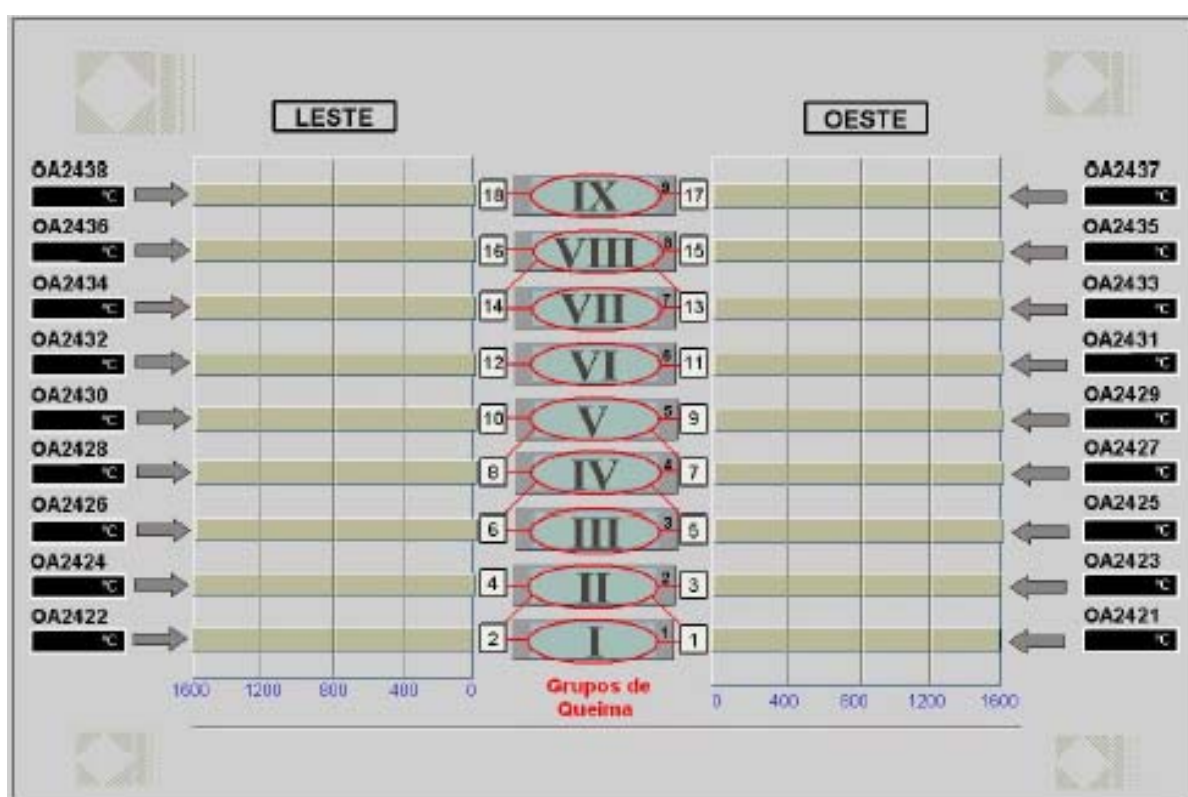 LESTE
OESTE
OA2438
°C
18
IX
9
17
OA2437
°C
OA2436
°C
16
VIII
8
15
OA2435
°C
OA2434
°C
14
VII
7
13
OA2433
°C
OA2432
°C
12
VI
6
11
OA2431
°C
OA2430
°C
10
V
5
9
OA2429
°C
OA2428
°C
8
IV
4
7
OA2427
°C
OA2426
°C
6
III
3
5
OA2425
°C
OA2424
°C
4
II
2
3
OA2423
°C
OA2422
°C
2
I
1
1
OA2421
°C
1600 1200 800 400 0
Grupos de
Queima
0 400 800 1200 1600